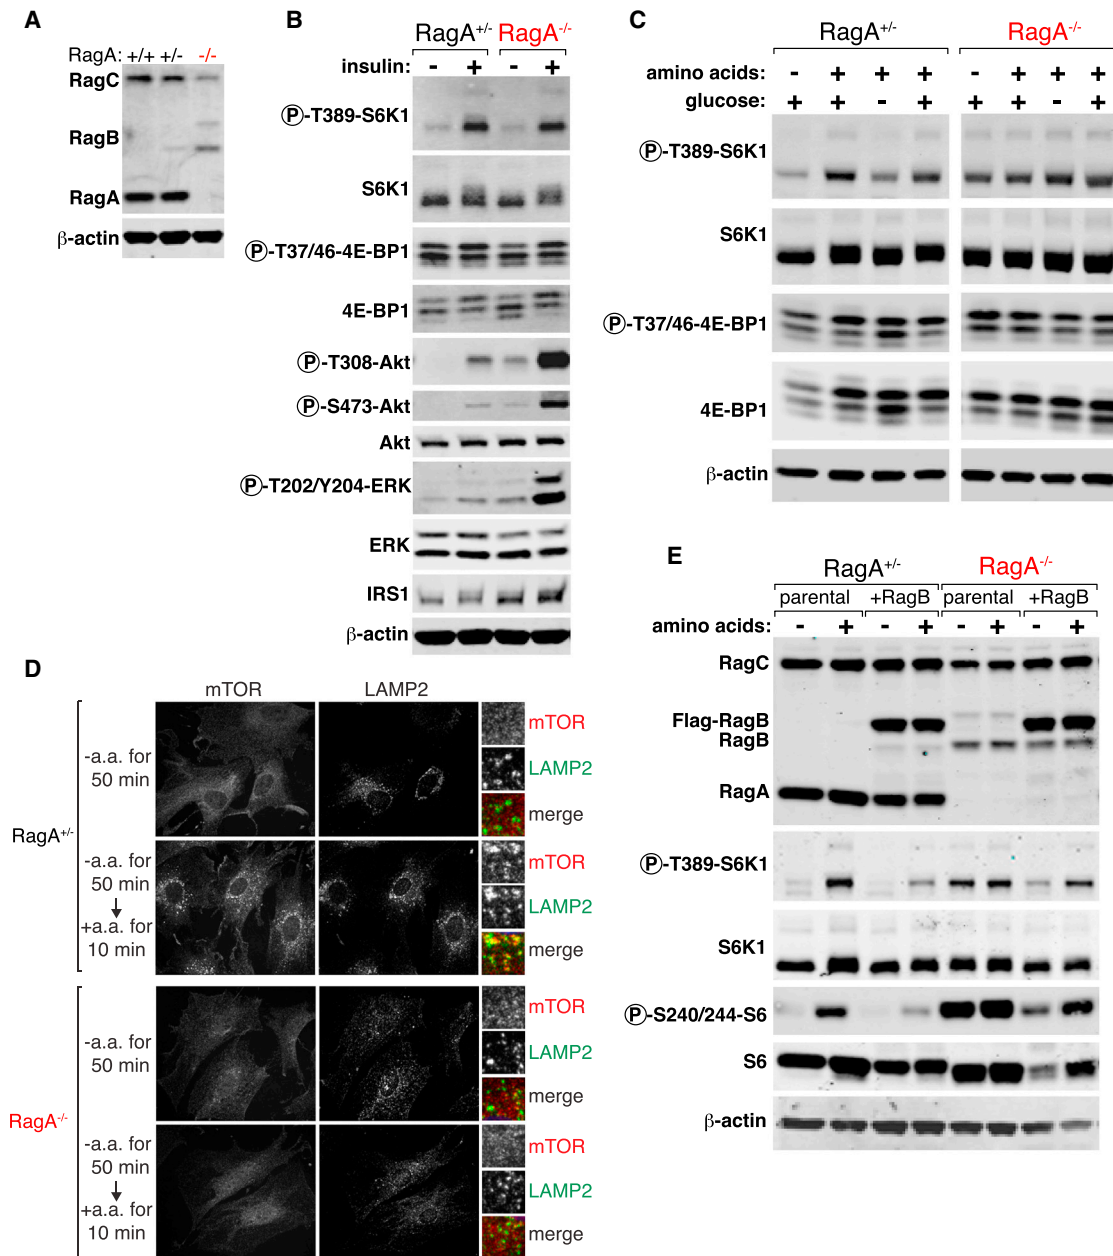 A
RagA: +/+ +/- -/-
RagC
RagB
RagA
β-actin
B
RagA+/- RagA-/-
insulin: - + - +
Ⓟ-T389-S6K1
S6K1
Ⓟ-T37/46-4E-BP1
4E-BP1
Ⓟ-T308-Akt
Ⓟ-S473-Akt
Akt
Ⓟ-T202/Y204-ERK
ERK
IRS1
β-actin
C
RagA+/- RagA-/-
amino acids: - + + + - + + +
glucose: + + - + + + - +
Ⓟ-T389-S6K1
S6K1
Ⓟ-T37/46-4E-BP1
4E-BP1
β-actin
D
mTOR LAMP2
RagA+/-
-a.a. for
50 min
mTOR
LAMP2
merge
-a.a. for
50 min
+a.a. for
10 min
mTOR
LAMP2
merge
RagA-/-
-a.a. for
50 min
mTOR
LAMP2
merge
-a.a. for
50 min
+a.a. for
10 min
mTOR
LAMP2
merge
E
RagA+/- RagA-/-
parental +RagB parental +RagB
amino acids: - + - + - + - +
RagC
Flag-RagB
RagB
RagA
Ⓟ-T389-S6K1
S6K1
Ⓟ-S240/244-S6
S6
β-actin